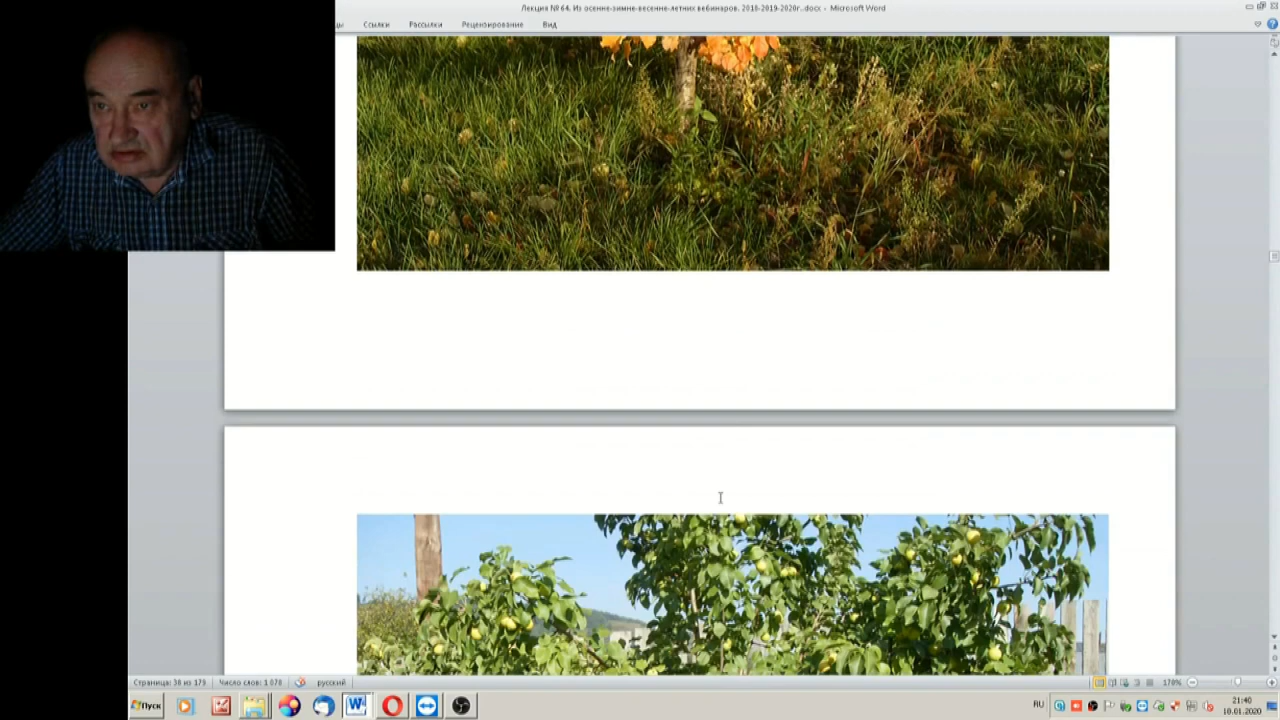 Лекция № 64. Из осенне-зимне-весенне-летних вебинаров. 2018-2019-2020г..docx - Microsoft Word
Ссылки
Рассылки
Рецензирование
Вид
Страница: 38 из 179
Число слов: 1 078
русский
170%
Пуск
RU
21:40
10.01.2020